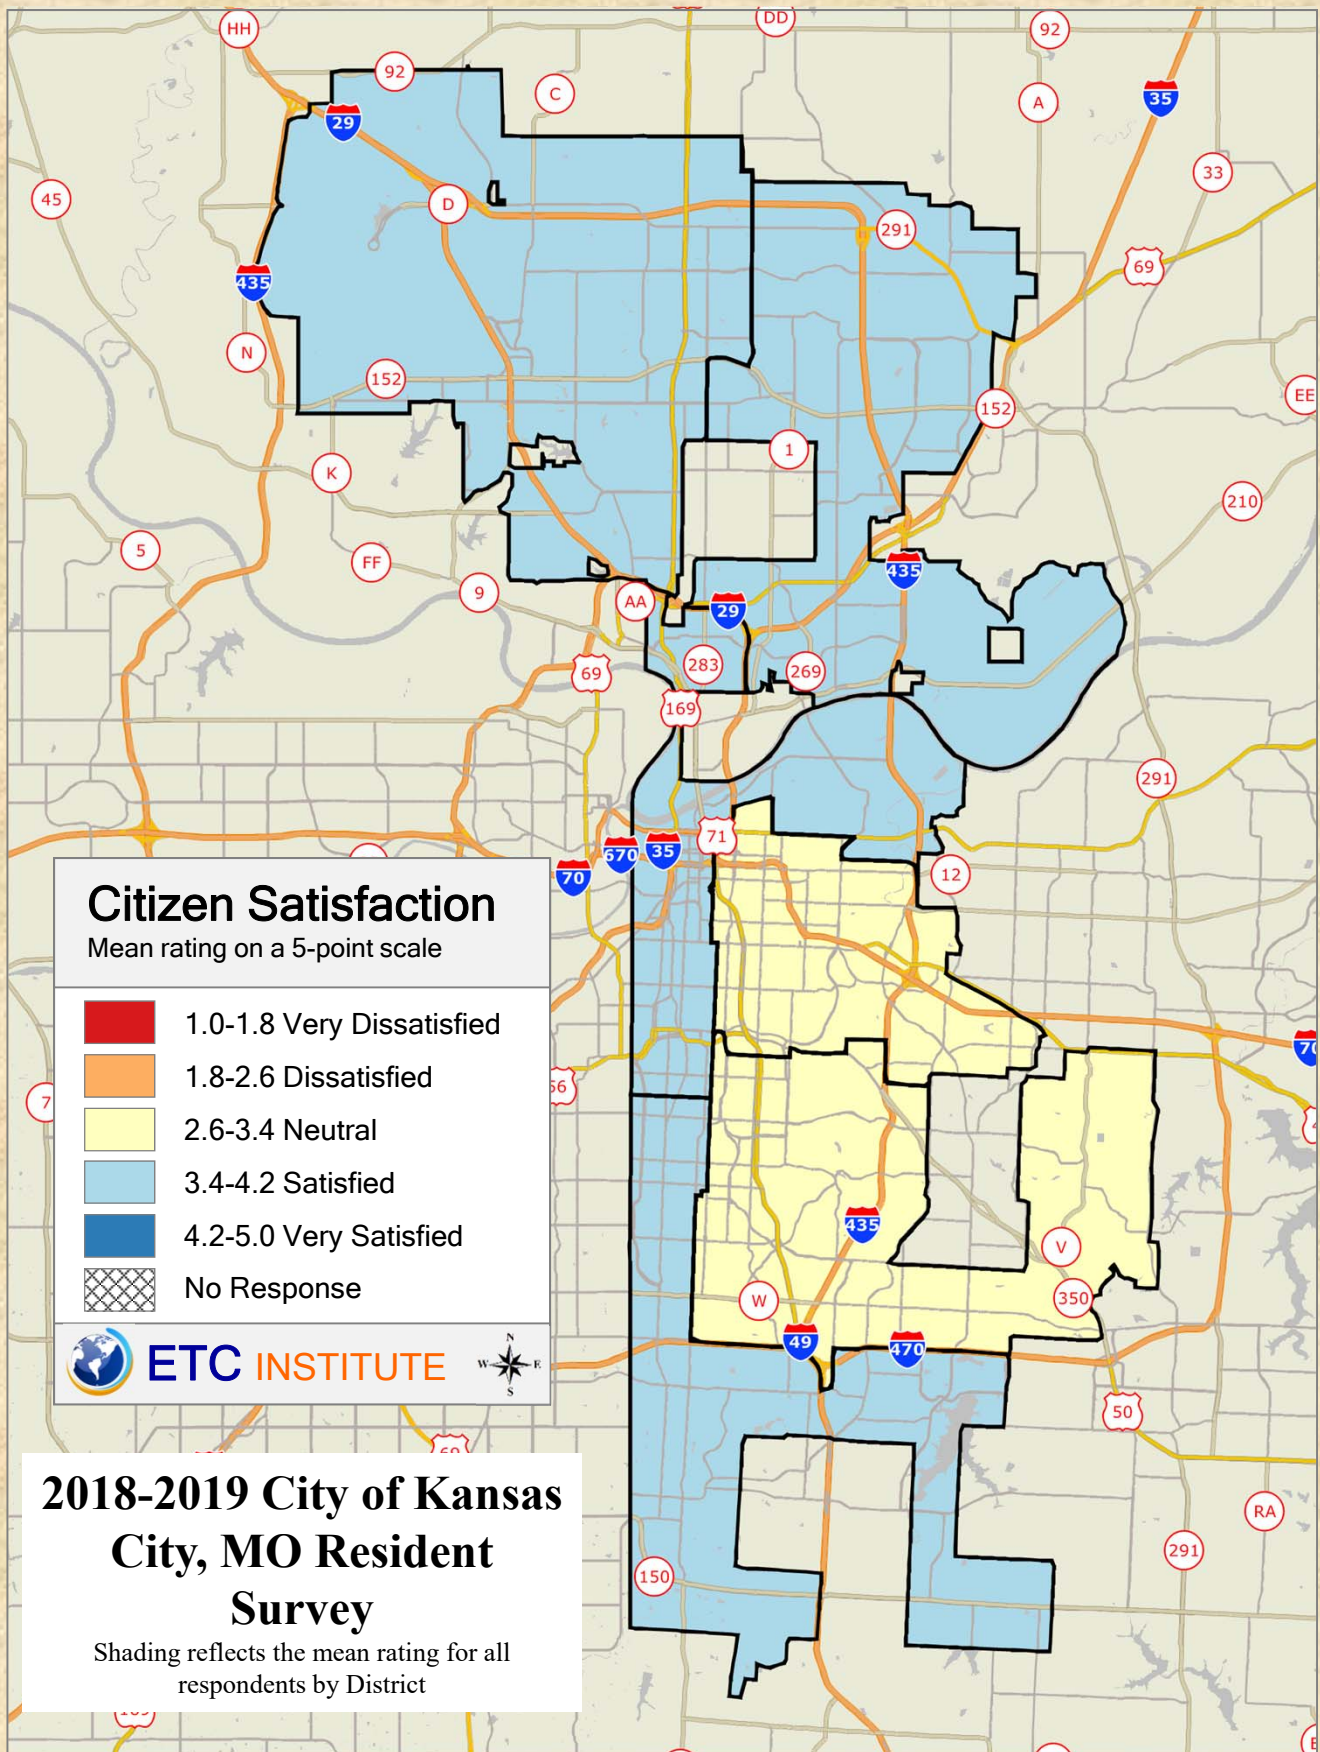 HH
92
DD
92
C
29
A
35
33
45
D
291
69
435
N
152
152
EE
1
K
210
5
FF
435
9
AA
29
283
269
69
169
291
71
670
35
70
12
Citizen Satisfaction
Mean rating on a 5-point scale
1.0-1.8 Very Dissatisfied
1.8-2.6 Dissatisfied
2.6-3.4 Neutral
3.4-4.2 Satisfied
4.2-5.0 Very Satisfied
No Response
ETC INSTITUTE
N
W E
S
70
7
435
V
W
350
49
470
50
2018-2019 City of Kansas
City, MO Resident
Survey
Shading reflects the mean rating for all
respondents by District
RA
291
150